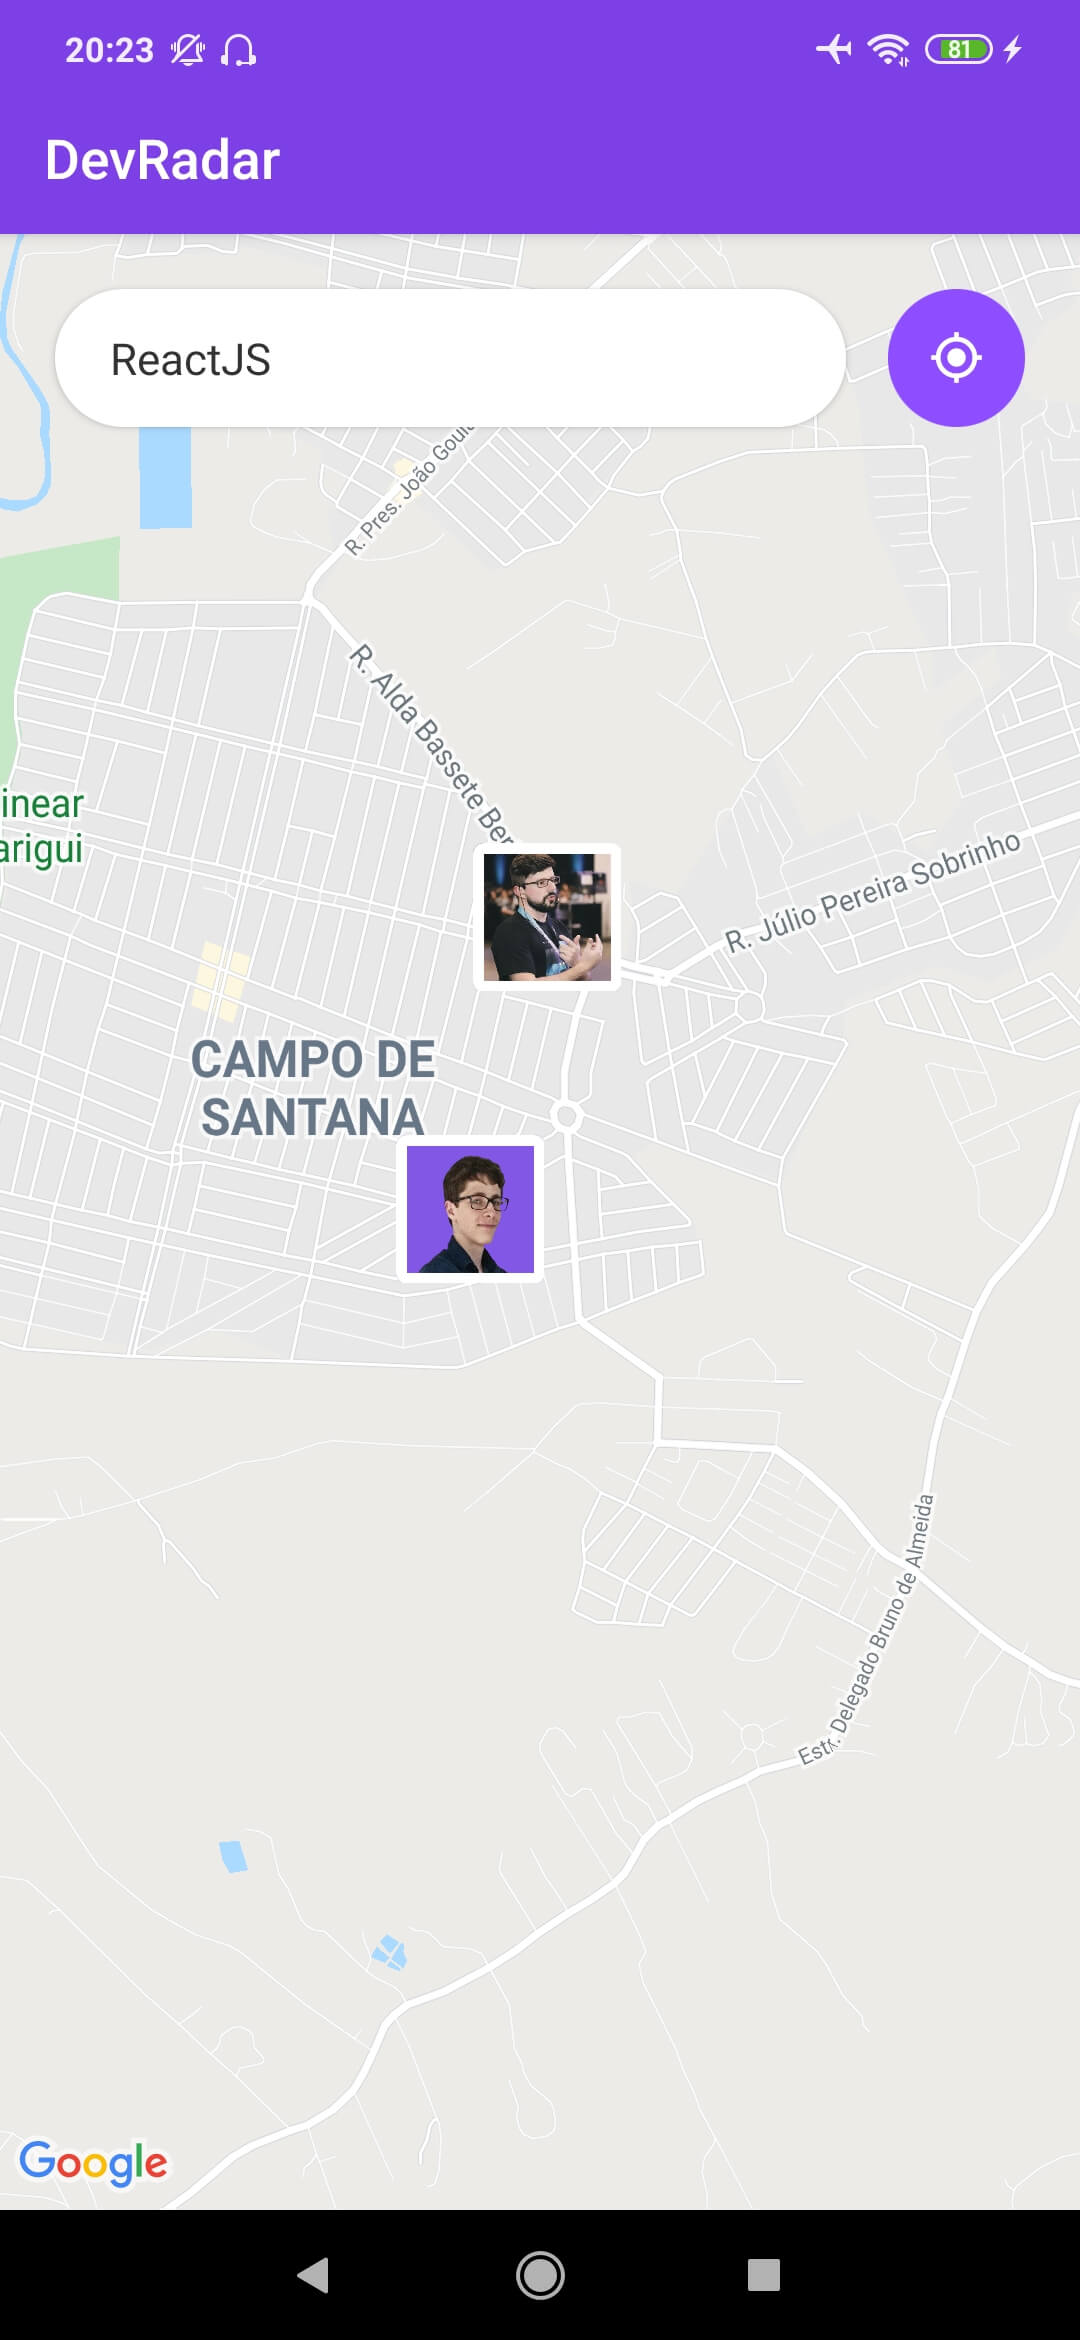 20:23
81
DevRadar
ReactJS
R. Pres. João Goula
R. Alda Bassete Ber
inear
arigui
R. Júlio Pereira Sobrinho
CAMPO DE
SANTANA
Estr. Delegado Bruno de Almeida
Google